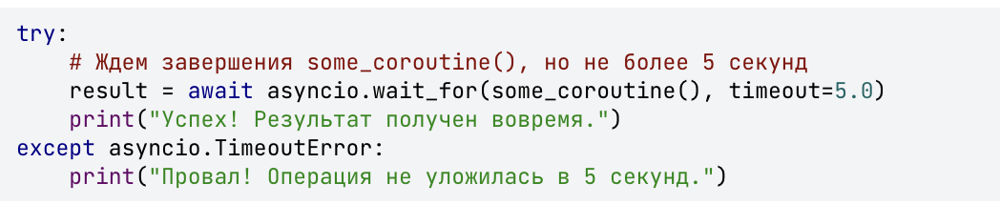 try:
    # Ждем завершения some_coroutine(), но не более 5 секунд
    result = await asyncio.wait_for(some_coroutine(), timeout=5.0)
    print("Успех! Результат получен вовремя.")
except asyncio.TimeoutError:
    print("Провал! Операция не уложилась в 5 секунд.")